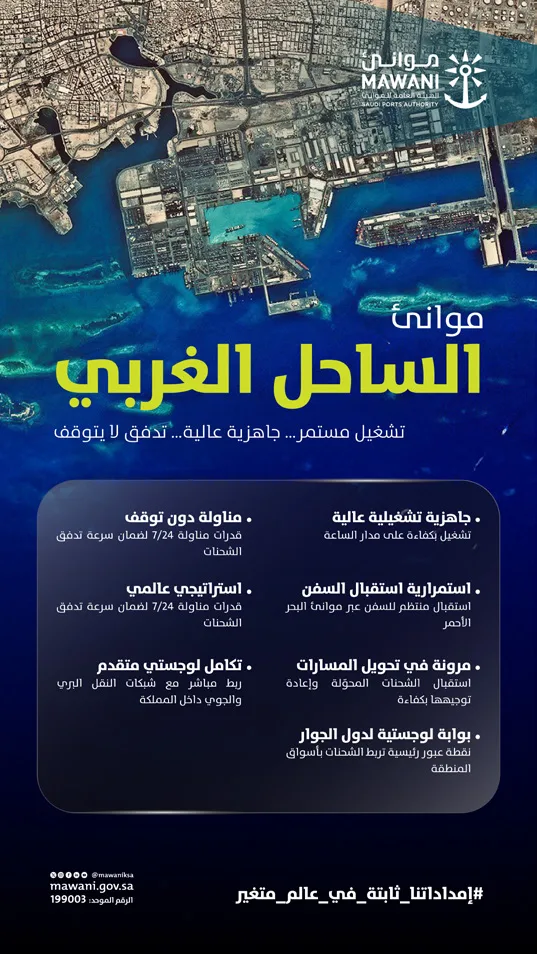 موانئ
MAWANI
الهيئة العامة للموانئ
SAUDI PORTS AUTHORITY
موانئ
الساحل الغربي
تشغيل مستمر... جاهزية عالية... تدفق لا يتوقف
• جاهزية تشغيلية عالية
تشغيل بكفاءة على مدار الساعة
• استمرارية استقبال السفن
استقبال منتظم للسفن عبر موانئ البحر
الأحمر
• مرونة في تحويل المسارات
استقبال الشحنات المحوّلة وإعادة
توجيهها بكفاءة
• بوابة لوجستية لدول الجوار
نقطة عبور رئيسية تربط الشحنات بأسواق
المنطقة
• مناولة دون توقف
قدرات مناولة 7/24 لضمان سرعة تدفق
الشحنات
• استراتيجي عالمي
قدرات مناولة 7/24 لضمان سرعة تدفق
الشحنات
• تكامل لوجستي متقدم
ربط مباشر مع شبكات النقل البري
والجوي داخل المملكة
#إمداداتنا_ثابتة_في_عالم_متغير
@mawaniksa
mawani.gov.sa
الرقم الموحد: 199003